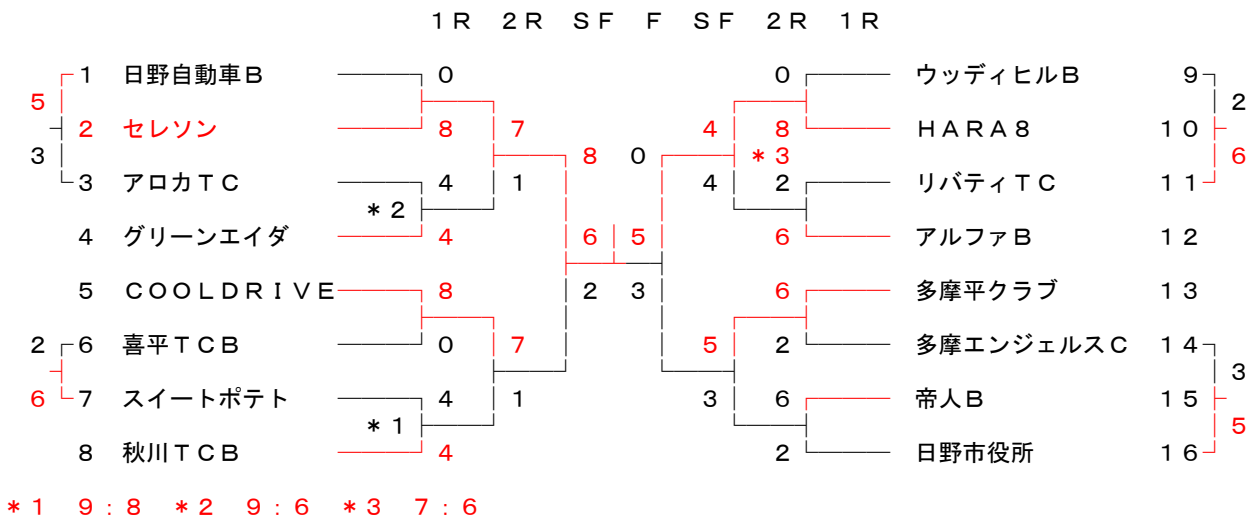 １Ｒ　２Ｒ　ＳＦ　Ｆ　ＳＦ　２Ｒ　１Ｒ
１　日野自動車Ｂ　０　０　ウッディヒルＢ　９
５　２
２　セレソン　８　７　４　８　ＨＡＲＡ８　１０
３　８　０　＊３　６
３　アロカＴＣ　４　１　４　２　リバティＴＣ　１１
＊２
４　グリーンエイダ　４　６　５　６　アルファＢ　１２
５　ＣＯＯＬＤＲＩＶＥ　８　２　３　６　多摩平クラブ　１３
２　６　喜平ＴＣＢ　０　７　５　２　多摩エンジェルスＣ　１４
３
６　７　スイートポテト　４　１　３　６　帝人Ｂ　１５
＊１　５
８　秋川ＴＣＢ　４　２　日野市役所　１６
＊１　９：８　＊２　９：６　＊３　７：６